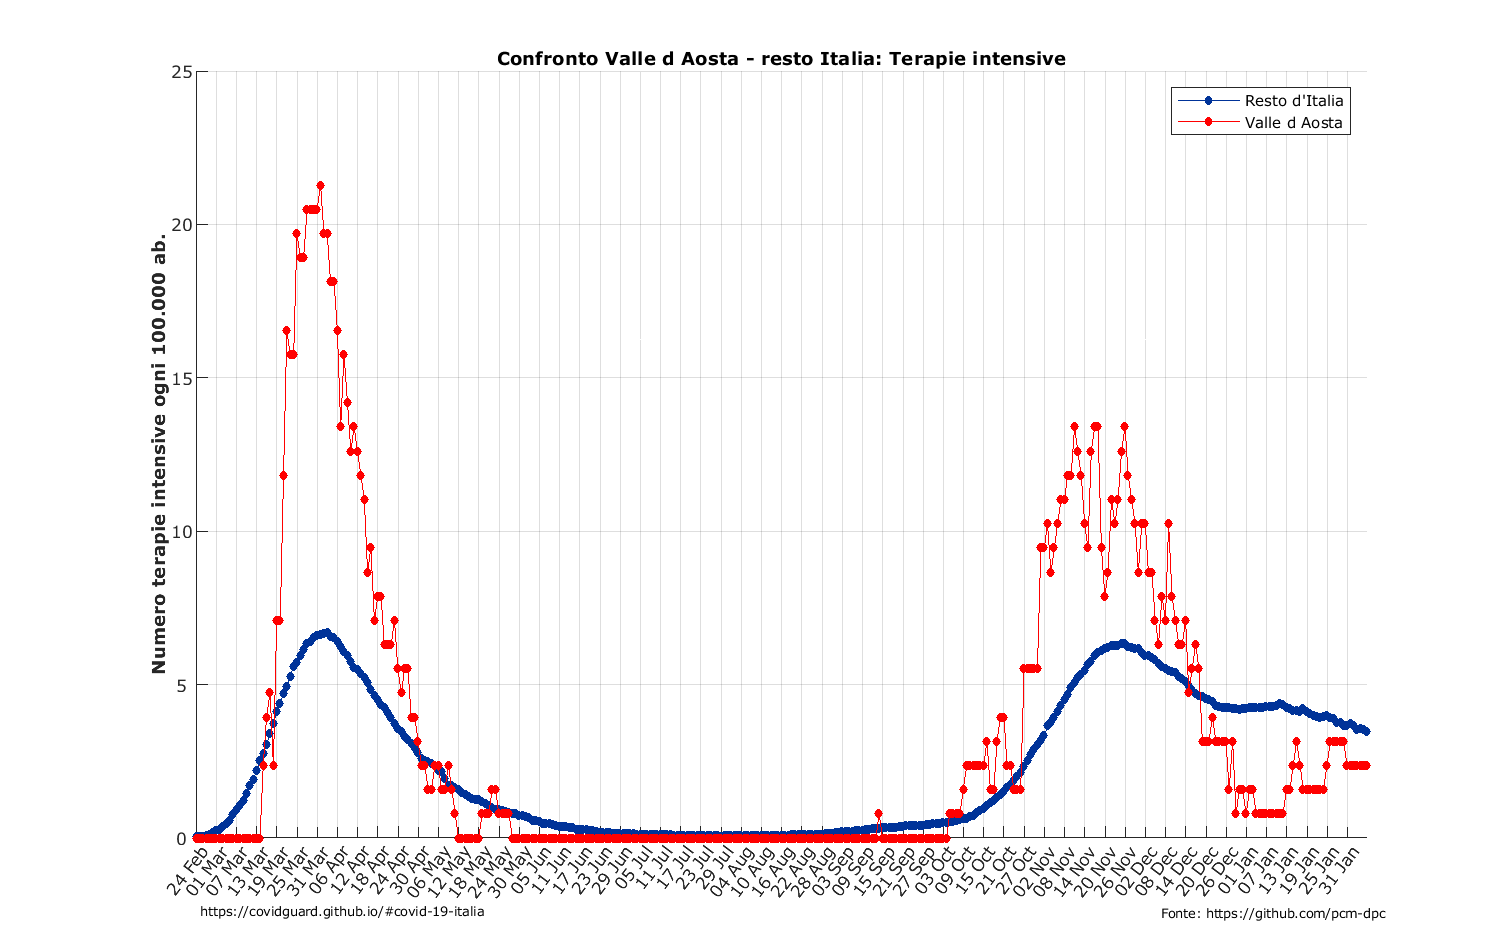 Confronto Valle d Aosta - resto Italia: Terapie intensive
Resto d'Italia
Valle d Aosta
Numero terapie intensive ogni 100.000 ab.
25
20
15
10
5
0
24 Feb
01 Mar
07 Mar
13 Mar
19 Mar
25 Mar
31 Mar
06 Apr
12 Apr
18 Apr
24 Apr
30 Apr
06 May
12 May
18 May
24 May
30 May
05 Jun
11 Jun
17 Jun
23 Jun
29 Jun
05 Jul
11 Jul
17 Jul
23 Jul
29 Jul
04 Aug
10 Aug
16 Aug
22 Aug
28 Aug
03 Sep
09 Sep
15 Sep
21 Sep
27 Sep
03 Oct
09 Oct
15 Oct
21 Oct
27 Oct
02 Nov
08 Nov
14 Nov
20 Nov
26 Nov
02 Dec
08 Dec
14 Dec
20 Dec
26 Dec
01 Jan
07 Jan
13 Jan
19 Jan
25 Jan
31 Jan
https://covidguard.github.io/#covid-19-italia
Fonte: https://github.com/pcm-dpc